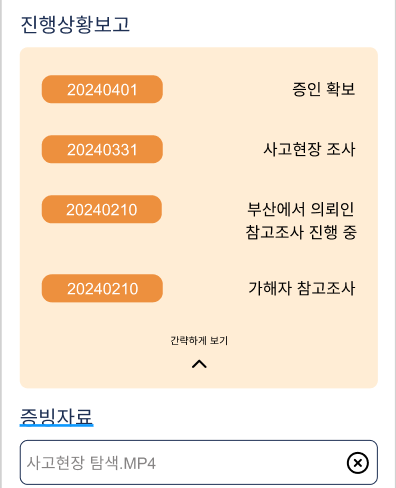 진행상황보고
20240401 증인 확보
20240331 사고현장 조사
20240210 부산에서 의뢰인
참고조사 진행 중
20240210 가해자 참고조사
간략하게 보기
증빙자료
사고현장 탐색.MP4